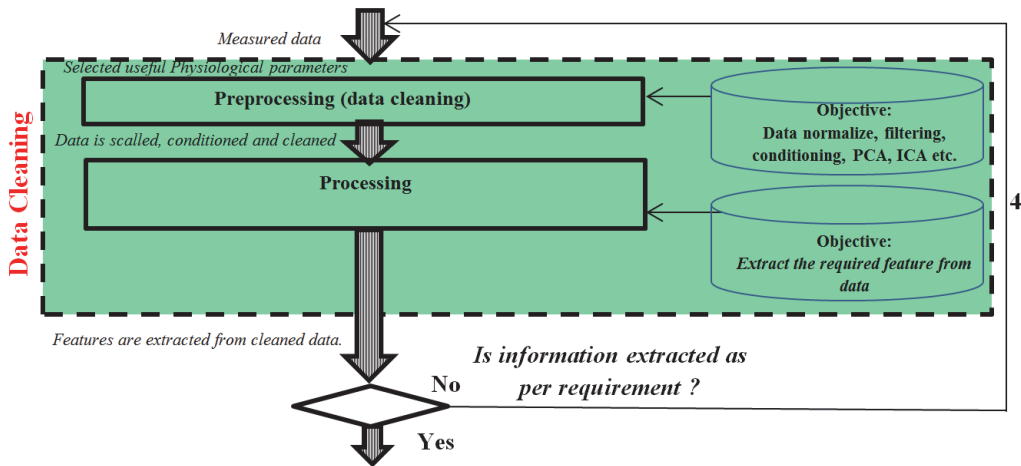 Measured data
Selected useful Physiological parameters
Preprocessing (data cleaning)
Objective:
Data normalize, filtering,
conditioning, PCA, ICA etc.
Data is scalled, conditioned and cleaned
Processing
Data Cleaning
4
Objective:
Extract the required feature from
data
Features are extracted from cleaned data.
Is information extracted as
per requirement ?
No
Yes